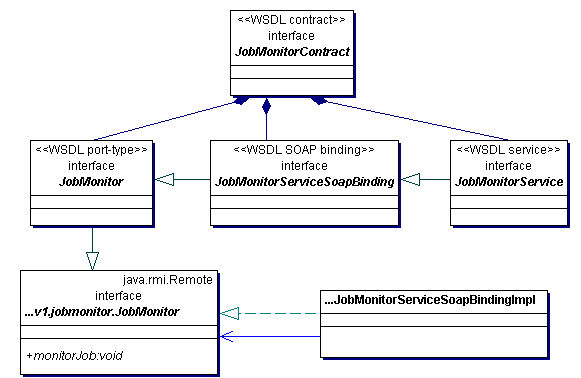 <<WSDL contract>>
interface
JobMonitorContract
<<WSDL port-type>>
interface
JobMonitor
<<WSDL SOAP binding>>
interface
JobMonitorServiceSoapBinding
<<WSDL service>>
interface
JobMonitorService
java.rmi.Remote
interface
...v1.jobmonitor.JobMonitor
+monitorJob:void
...JobMonitorServiceSoapBindingImpl